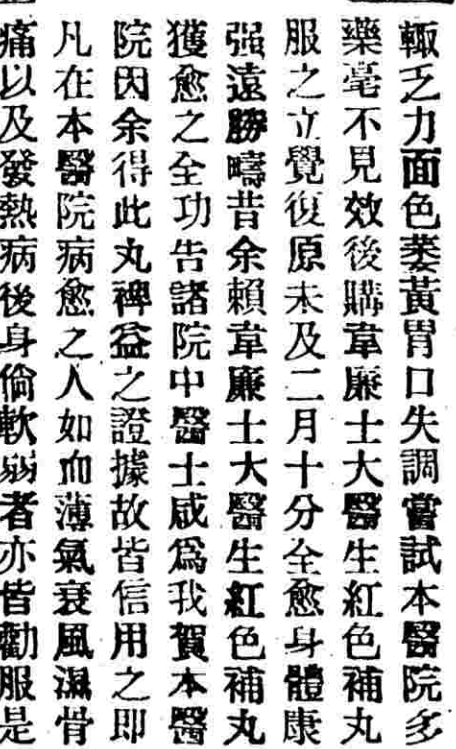 輙乏力面色萎黃胃口失調嘗試本醫院多
藥毫不見效後購韋廉士大醫生紅色補丸
服之立覺復原未及二月十分全愈身體康
强遠勝疇昔余賴韋廉士大醫生紅色補丸
獲愈之全功告諸院中醫士咸爲我賀本醫
院因余得此丸裨益之證據故皆信用之即
凡在本醫院病愈之人如血薄氣衰風濕骨
痛以及發熱病後身倘軟弱者亦皆勸服是